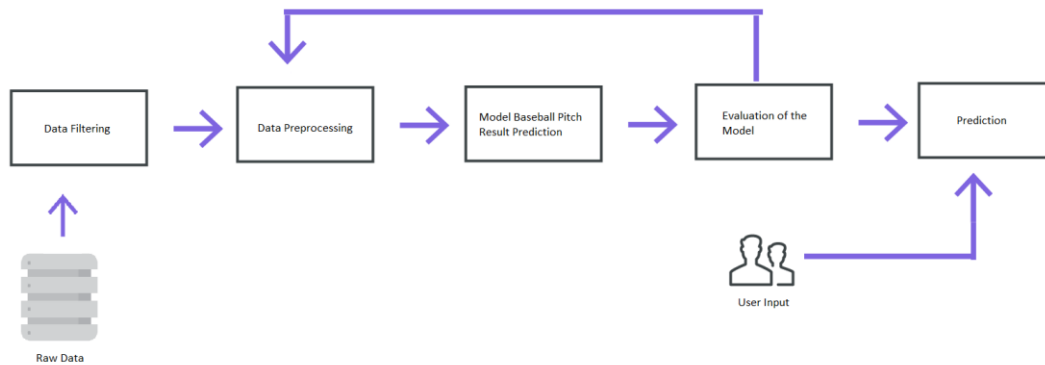 Data Filtering
Data Preprocessing
Model Baseball Pitch
Result Prediction
Evaluation of the
Model
Prediction
User Input
Raw Data